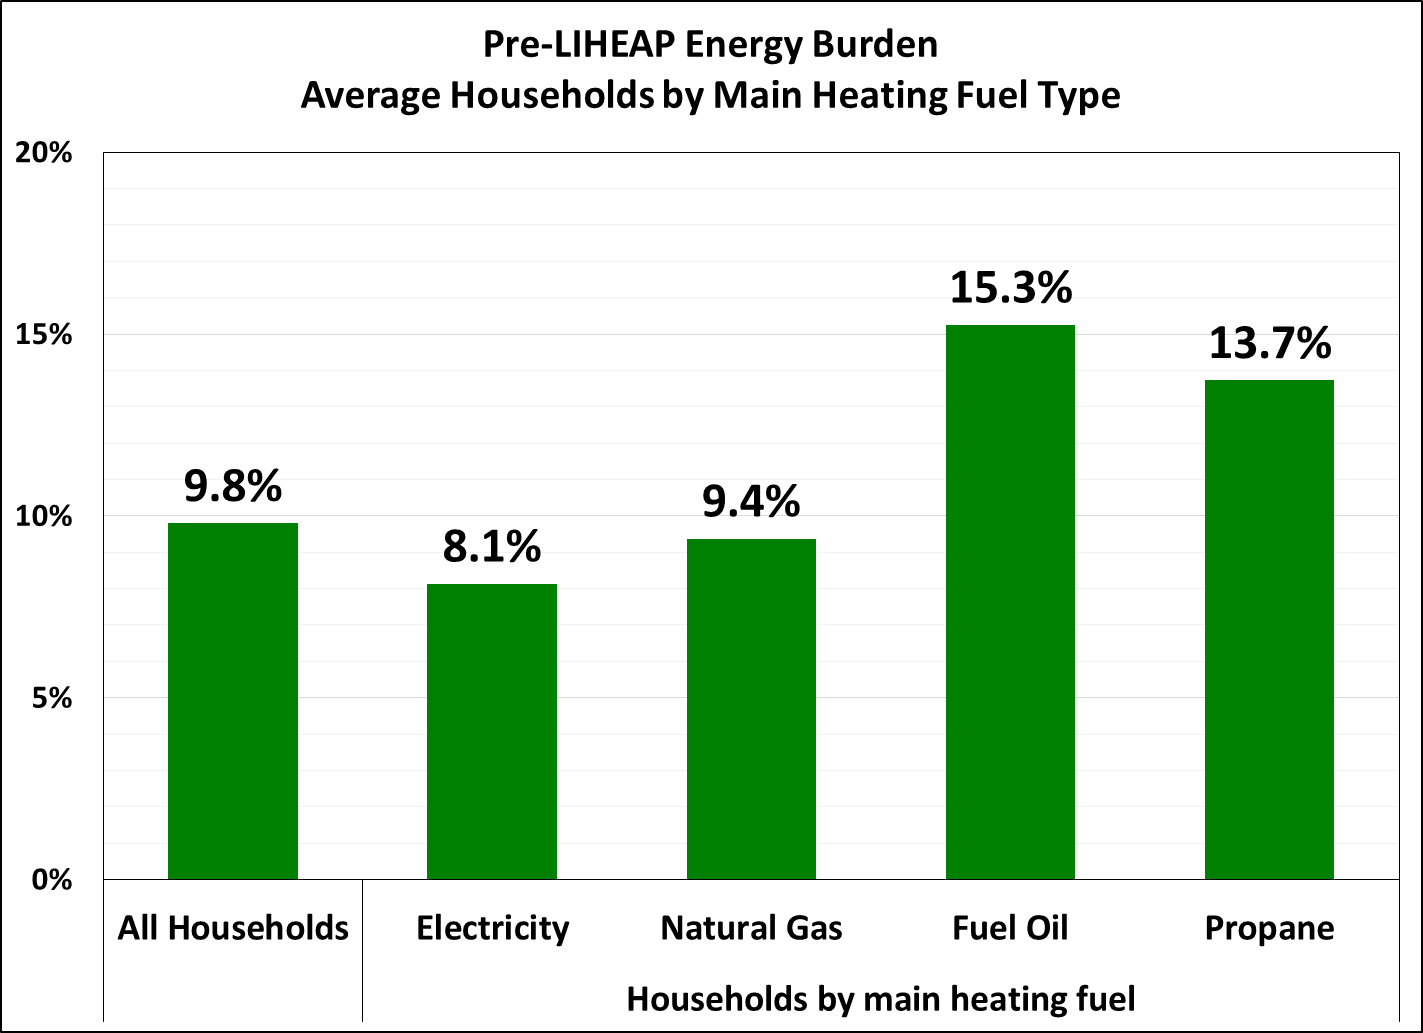 Pre-LIHEAP Energy Burden
Average Households by Main Heating Fuel Type
20%
15%
10%
5%
0%
9.8%
8.1%
9.4%
15.3%
13.7%
All Households
Electricity
Natural Gas
Fuel Oil
Propane
Households by main heating fuel